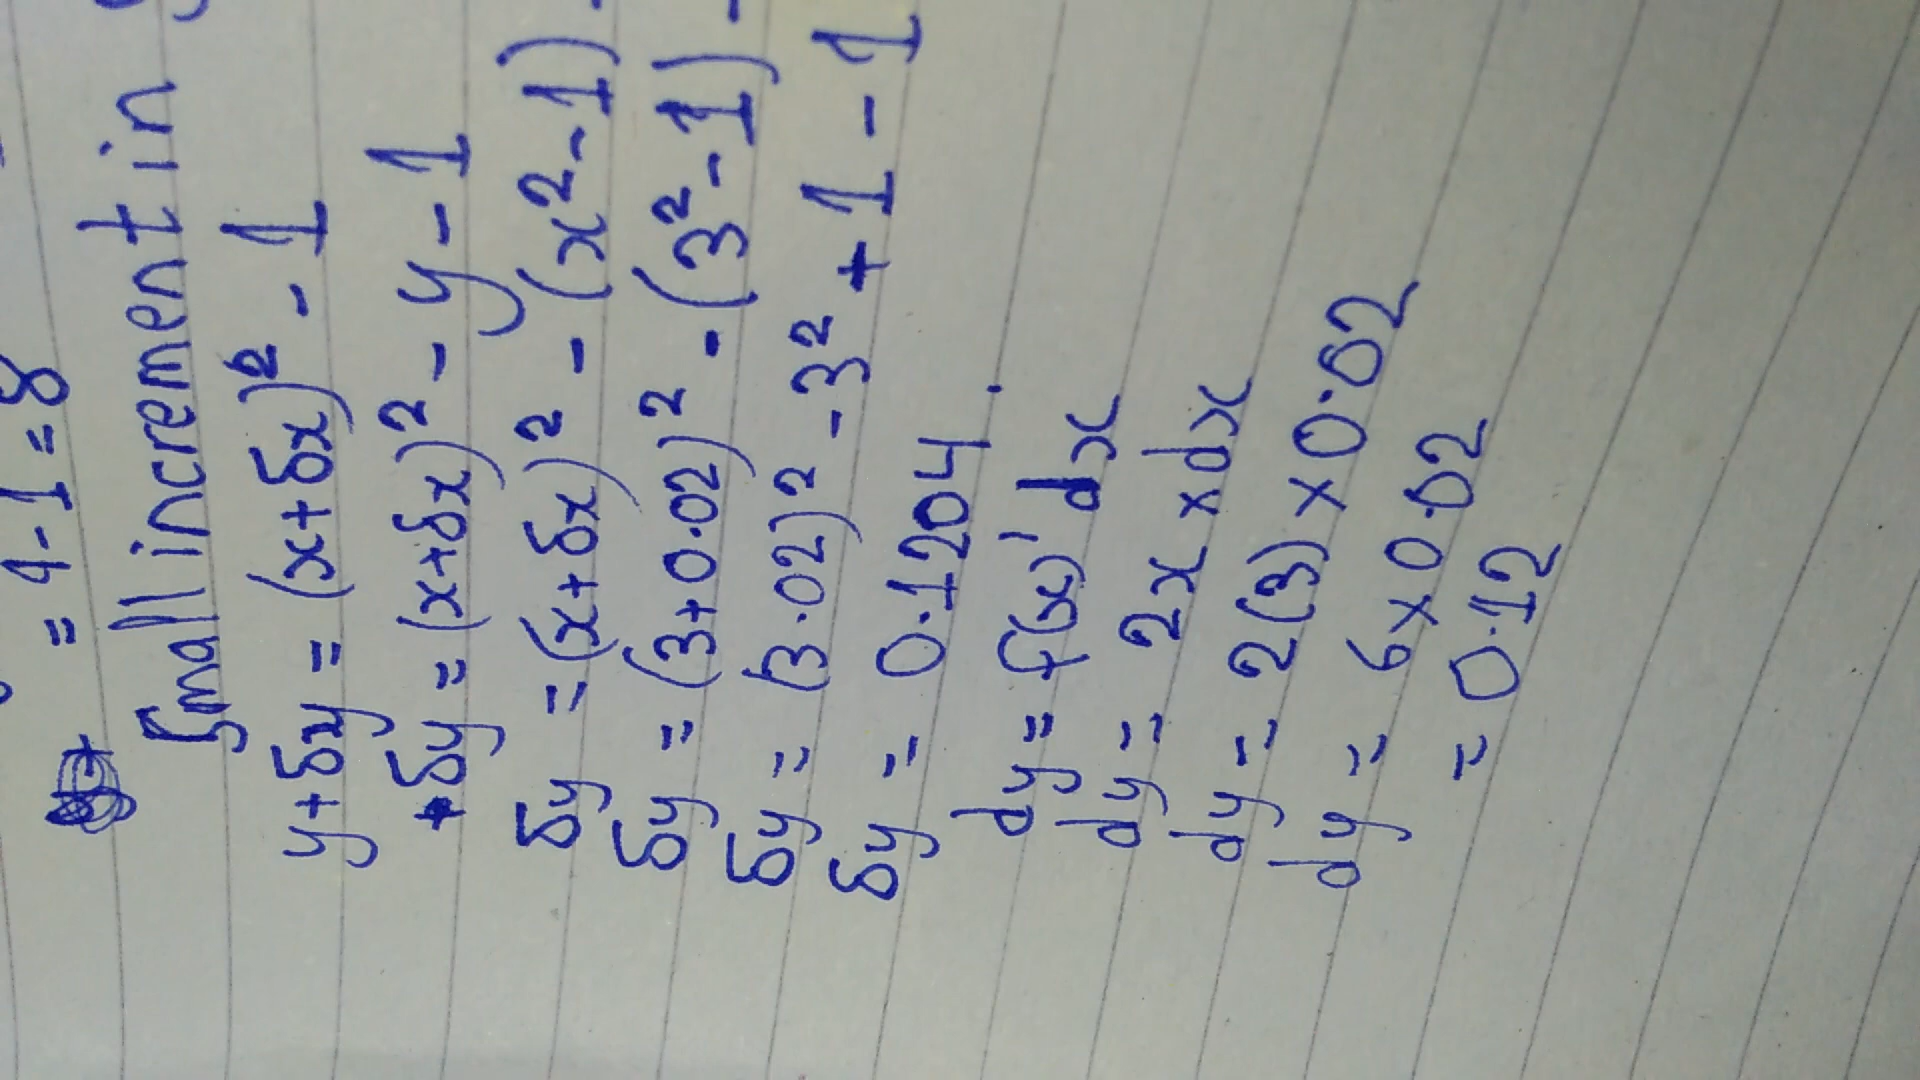 = 9-1=8
Small increment in
y+δy = (x+δx)² - 1
+δy = (x+δx)² - y - 1
δy = (x+δx)² - (x²-1) -
δy = (3+0.02)² - (3²-1) -
δy = (3.02)² - 3² + 1 - 1
δy = 0.1204.
dy = f(x)' dx
dy = 2x × dx
dy = 2(3) × 0.02
dy = 6 × 0.02
= 0.12